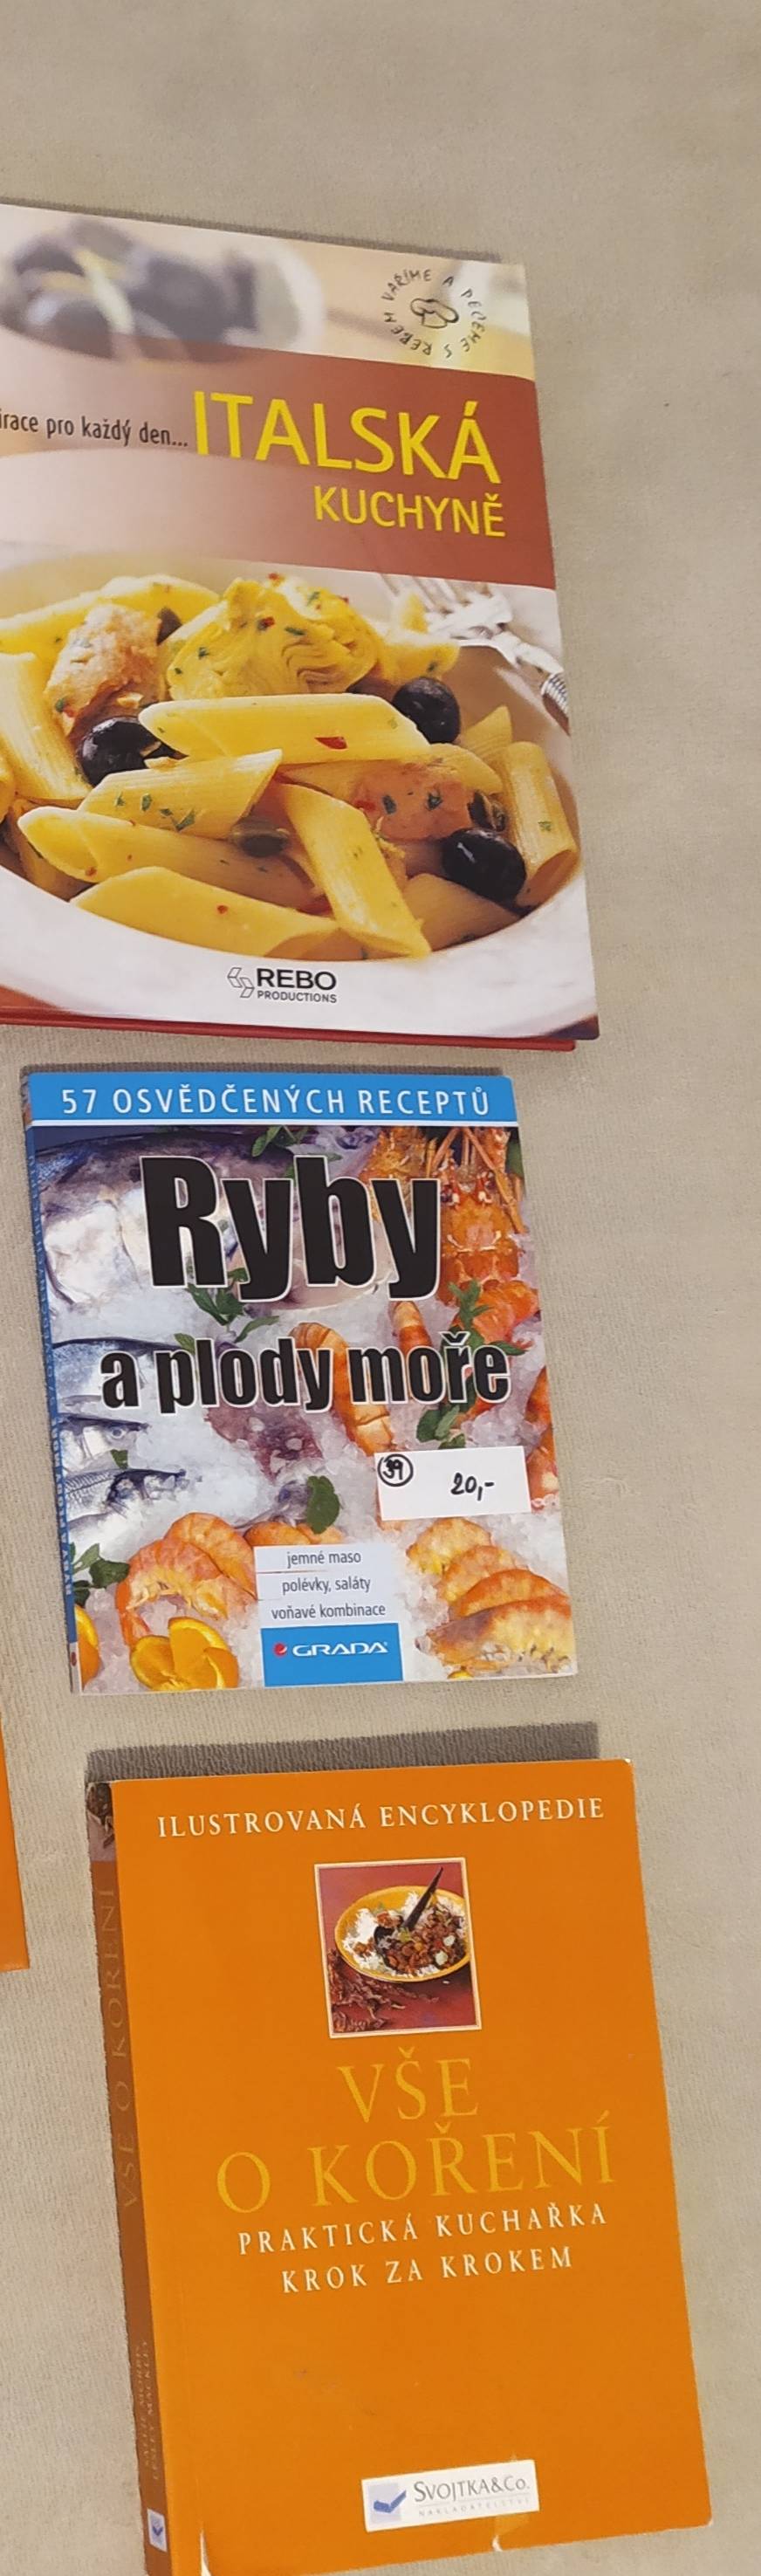 VAŘÍME A PEČEME S REBEM
pro každý den...
ITALSKÁ
KUCHYNĚ
REBO
PRODUCTIONS
57 OSVĚDČENÝCH RECEPTŮ
Ryby
a plody moře
39 20,-
jemné maso
polévky, saláty
voňavé kombinace
GRADA
ILUSTROVANÁ ENCYKLOPEDIE
VŠE
O KOŘENÍ
PRAKTICKÁ KUCHAŘKA
KROK ZA KROKEM
VŠE O KOŘENÍ
SVOJTKA&CO.
NAKLADATELSTVÍ